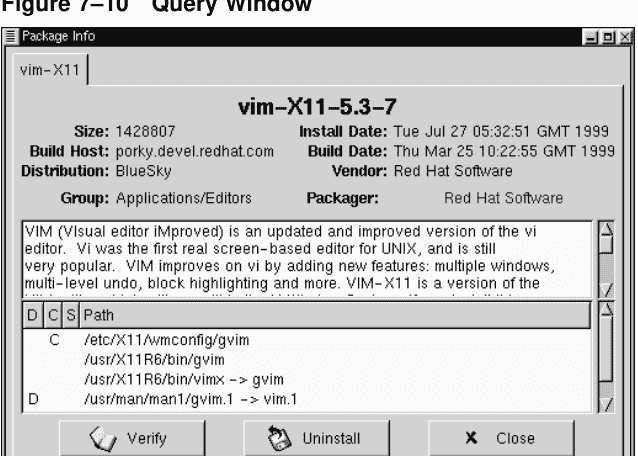 Figure 7–10 Query Window
Package Info
vim-X11
vim-X11-5.3-7
Size: 1428807 Install Date: Tue Jul 27 05:32:51 GMT 1999
Build Host: porky.devel.redhat.com Build Date: Thu Mar 25 10:22:55 GMT 1999
Distribution: BlueSky Vendor: Red Hat Software
Group: Applications/Editors Packager: Red Hat Software
VIM (VIsual editor iMproved) is an updated and improved version of the vi
editor. Vi was the first real screen-based editor for UNIX, and is still
very popular. VIM improves on vi by adding new features: multiple windows,
multi-level undo, block highlighting and more. VIM-X11 is a version of the
D C S Path
C /etc/X11/wmconfig/gvim
/usr/X11R6/bin/gvim
/usr/X11R6/bin/vimx -> gvim
D /usr/man/man1/gvim.1 -> vim.1
Verify Uninstall Close